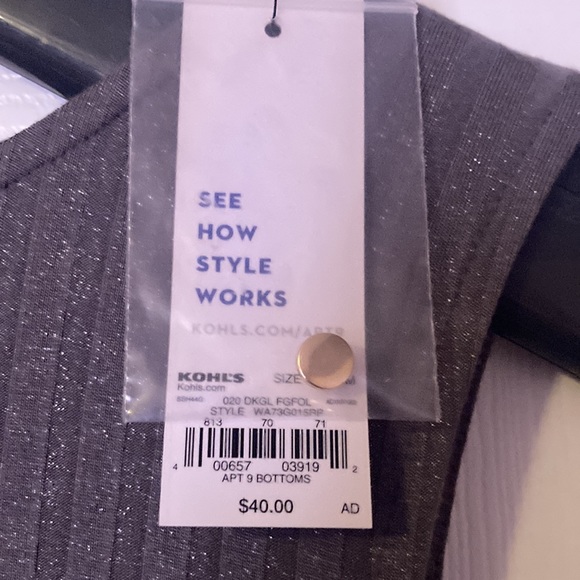 SEE
HOW
STYLE
WORKS
KOHLS.COM/APT9
KOHL'S SIZE
Kohls.com
020 DKGL FGFOL
STYLE WA73G015RP
813 70 71
4 00657 03919 2
APT 9 BOTTOMS
$40.00 AD